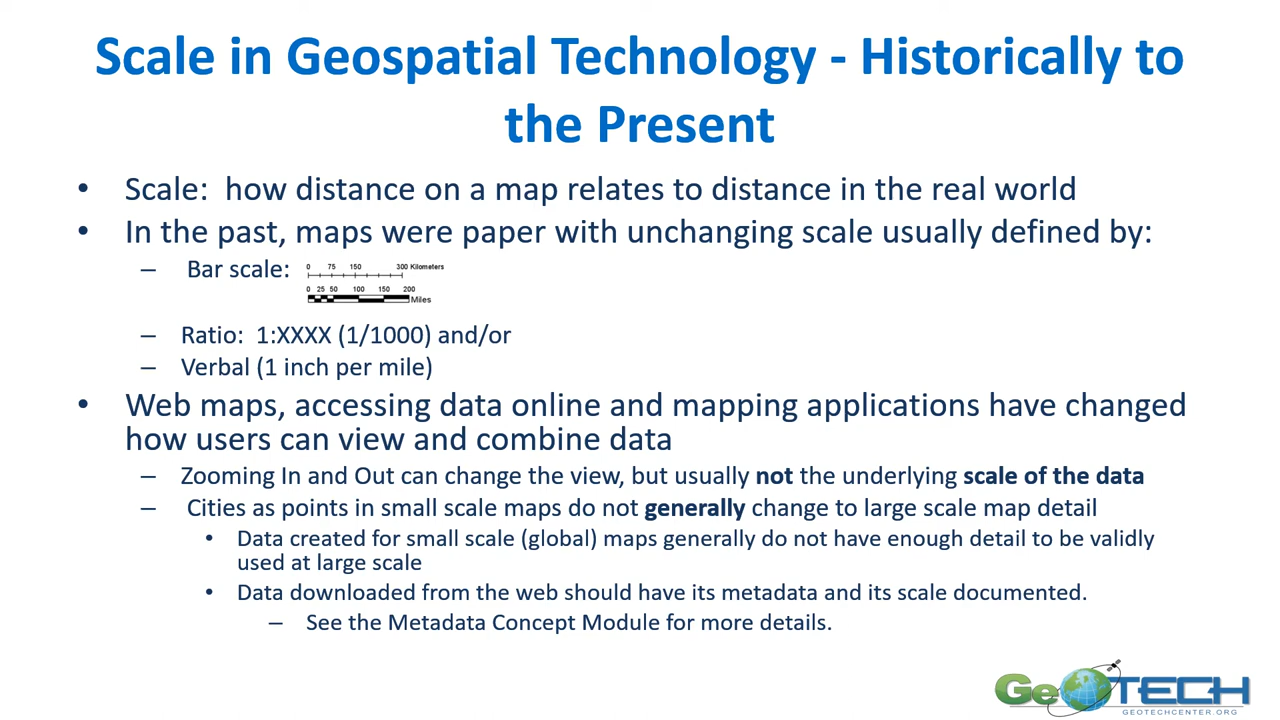 Scale in Geospatial Technology - Historically to
the Present
• Scale: how distance on a map relates to distance in the real world
• In the past, maps were paper with unchanging scale usually defined by:
– Bar scale:
0 75 150 300 Kilometers
0 25 50 100 150 200
Miles
– Ratio: 1:XXXX (1/1000) and/or
– Verbal (1 inch per mile)
• Web maps, accessing data online and mapping applications have changed
how users can view and combine data
– Zooming In and Out can change the view, but usually not the underlying scale of the data
– Cities as points in small scale maps do not generally change to large scale map detail
• Data created for small scale (global) maps generally do not have enough detail to be validly
used at large scale
• Data downloaded from the web should have its metadata and its scale documented.
– See the Metadata Concept Module for more details.
GeoTECH
GEOTECHCENTER.ORG